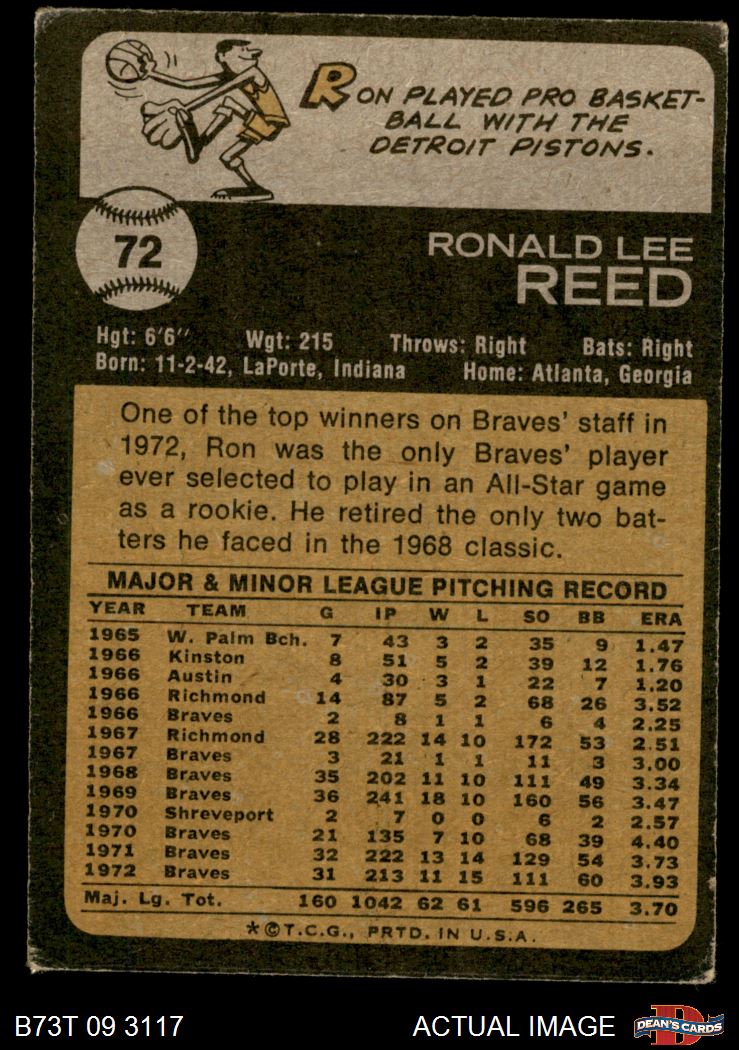 RON PLAYED PRO BASKET-
BALL WITH THE
DETROIT PISTONS.
72
RONALD LEE
REED
Hgt: 6'6" Wgt: 215 Throws: Right Bats: Right
Born: 11-2-42, LaPorte, Indiana Home: Atlanta, Georgia
One of the top winners on Braves' staff in
1972, Ron was the only Braves' player
ever selected to play in an All-Star game
as a rookie. He retired the only two bat-
ters he faced in the 1968 classic.
MAJOR & MINOR LEAGUE PITCHING RECORD
YEAR TEAM G IP W L SO BB ERA
1965 W. Palm Bch. 7 43 3 2 35 9 1.47
1966 Kinston 8 51 5 2 39 12 1.76
1966 Austin 4 30 3 1 22 7 1.20
1966 Richmond 14 87 5 2 68 26 3.52
1966 Braves 2 8 1 1 6 4 2.25
1967 Richmond 28 222 14 10 172 53 2.51
1967 Braves 3 21 1 1 11 3 3.00
1968 Braves 35 202 11 10 111 49 3.34
1969 Braves 36 241 18 10 160 56 3.47
1970 Shreveport 2 7 0 0 6 2 2.57
1970 Braves 21 135 7 10 68 39 4.40
1971 Braves 32 222 13 14 129 54 3.73
1972 Braves 31 213 11 15 111 60 3.93
Maj. Lg. Tot. 160 1042 62 61 596 265 3.70
*©T.C.G., PRTD. IN U.S.A.
B73T 09 3117 ACTUAL IMAGE D DEAN'S CARDS